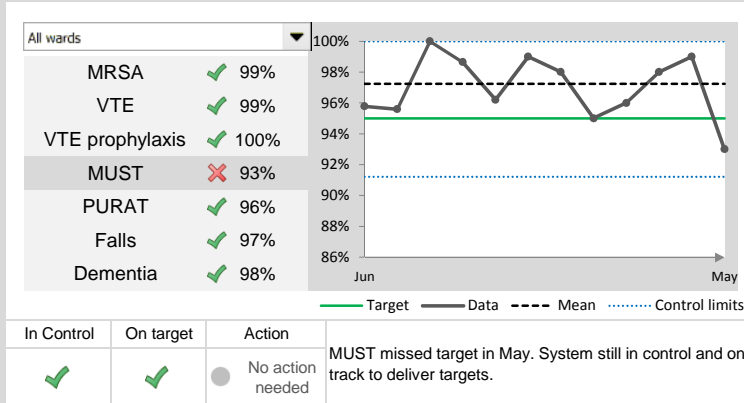 All wards
MRSA 99%
VTE 99%
VTE prophylaxis 100%
MUST 93%
PURAT 96%
Falls 97%
Dementia 98%
100%
98%
96%
94%
92%
90%
88%
86%
Jun May
Target Data Mean Control limits
In Control On target Action
No action
needed
MUST missed target in May. System still in control and on
track to deliver targets.